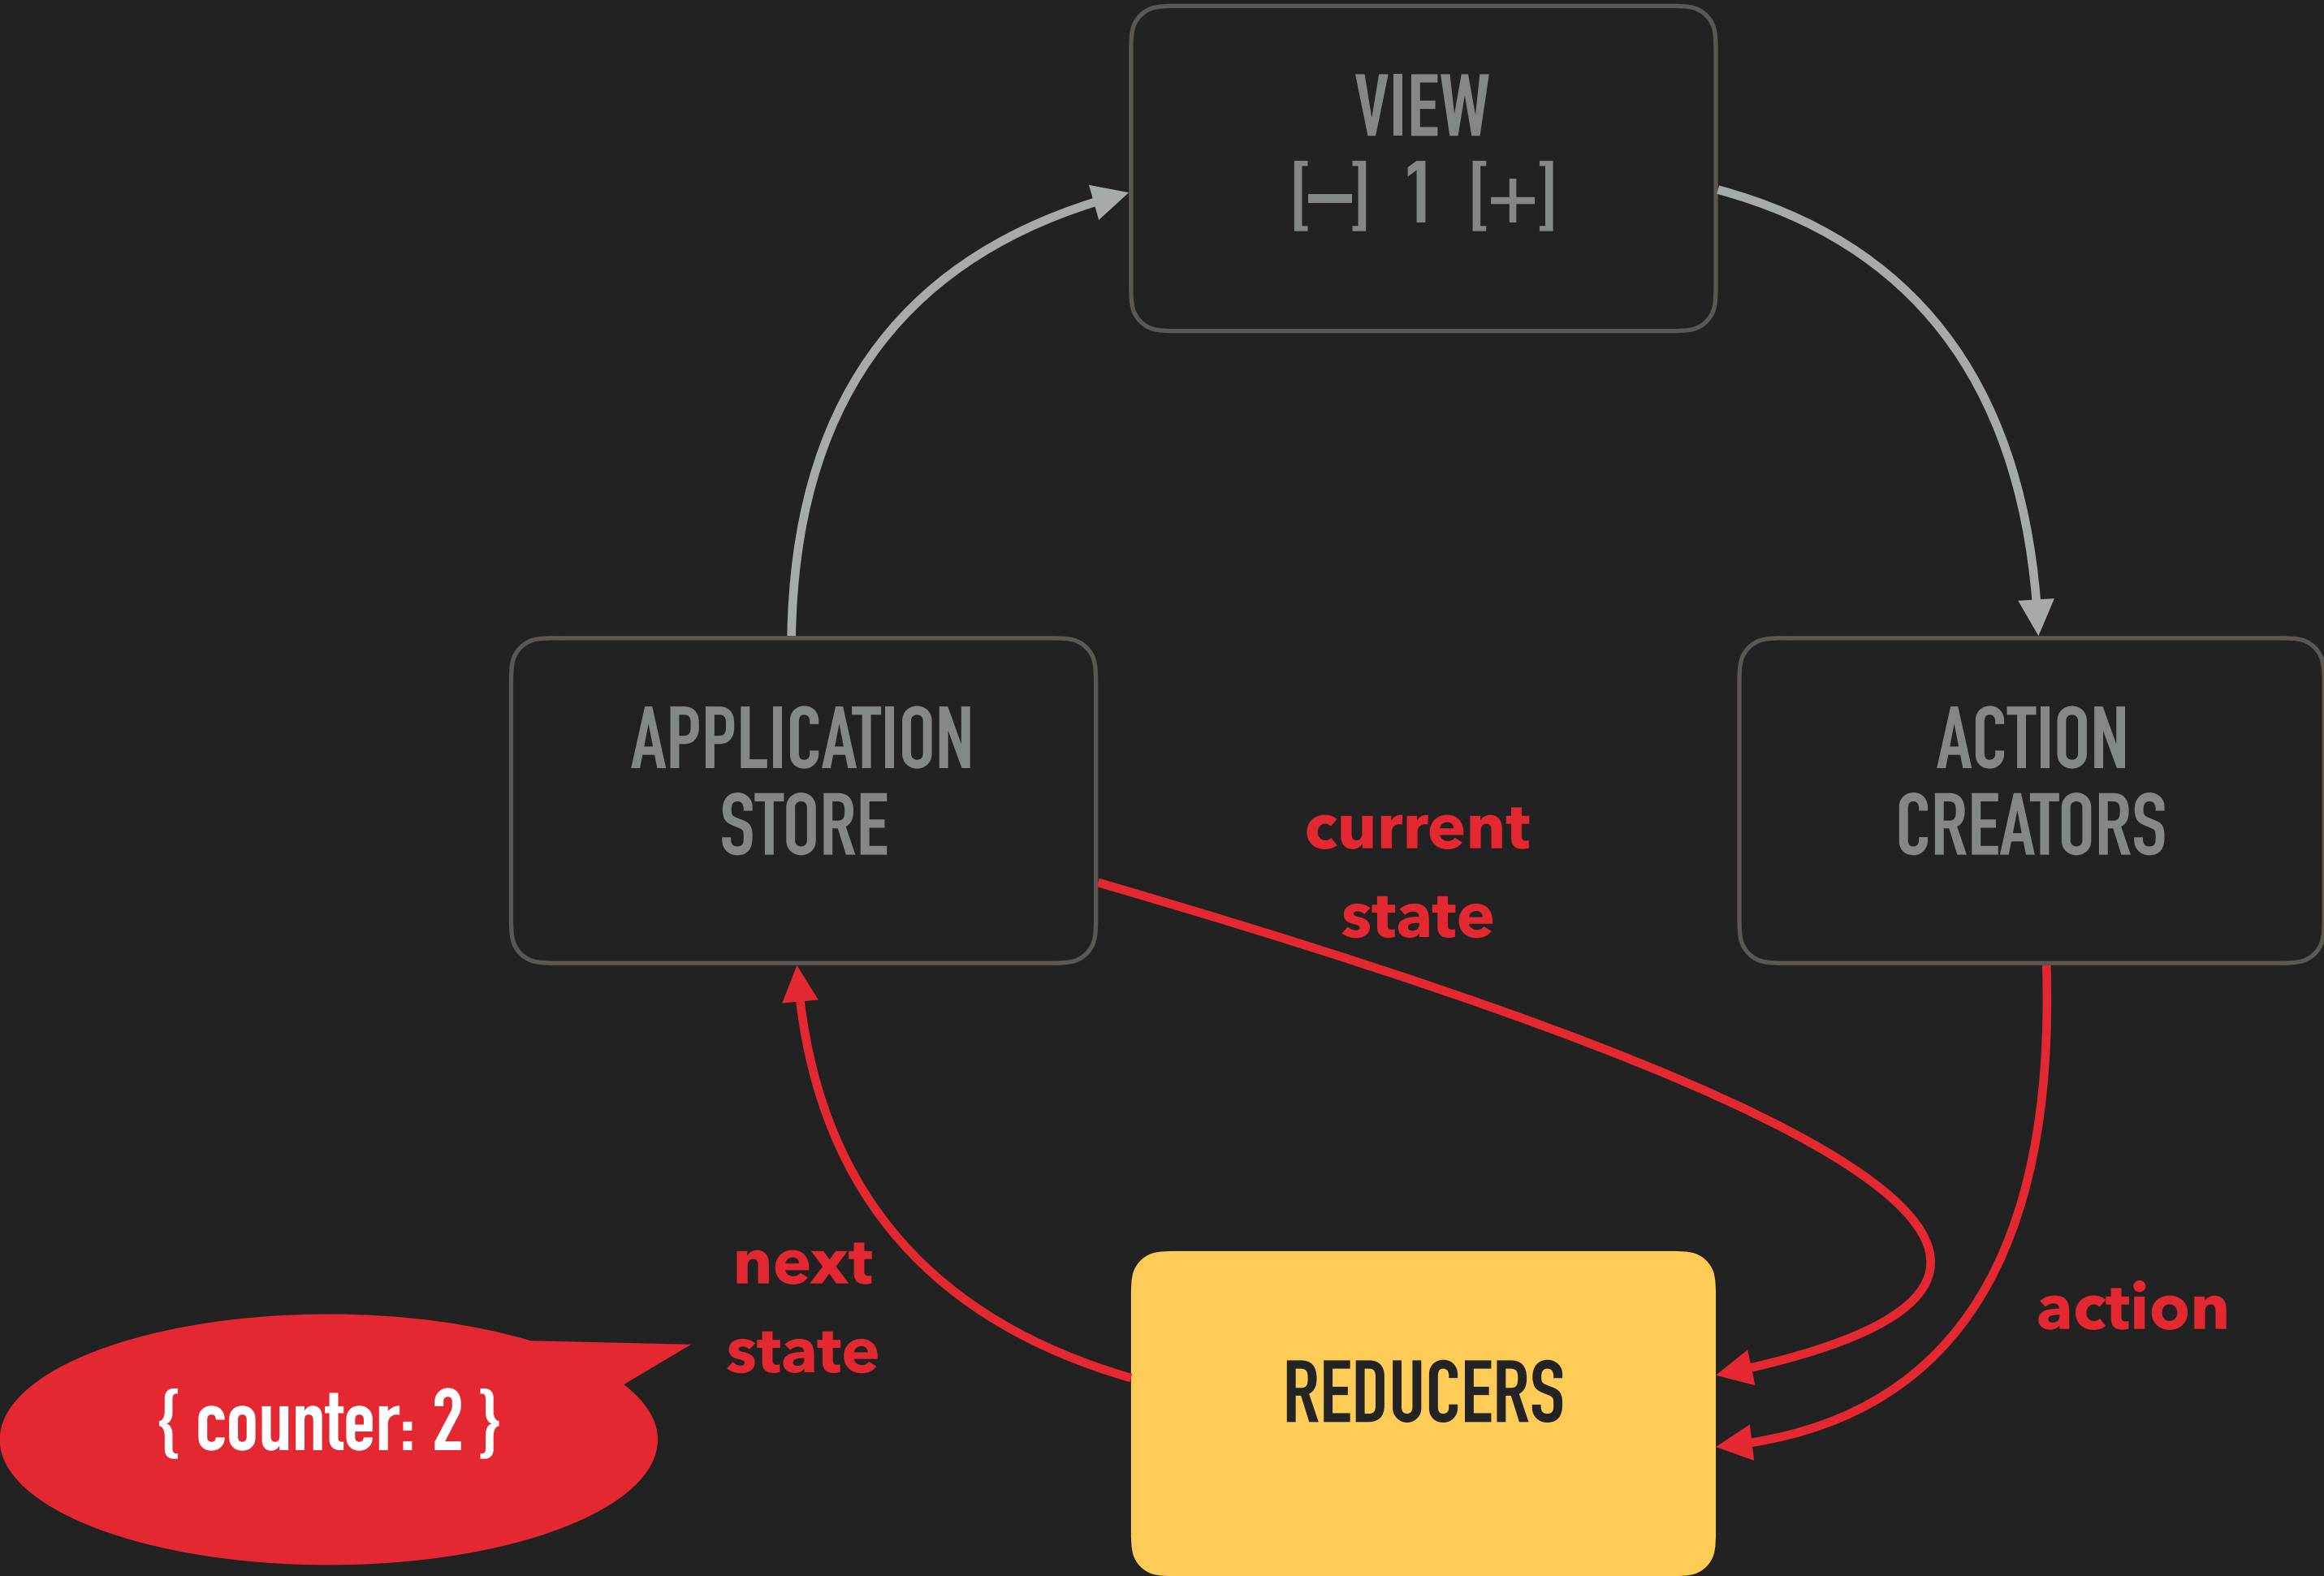 VIEW
[–] 1 [+]
APPLICATION
STORE
ACTION
CREATORS
current
state
next
state
action
{ counter: 2 }
REDUCERS